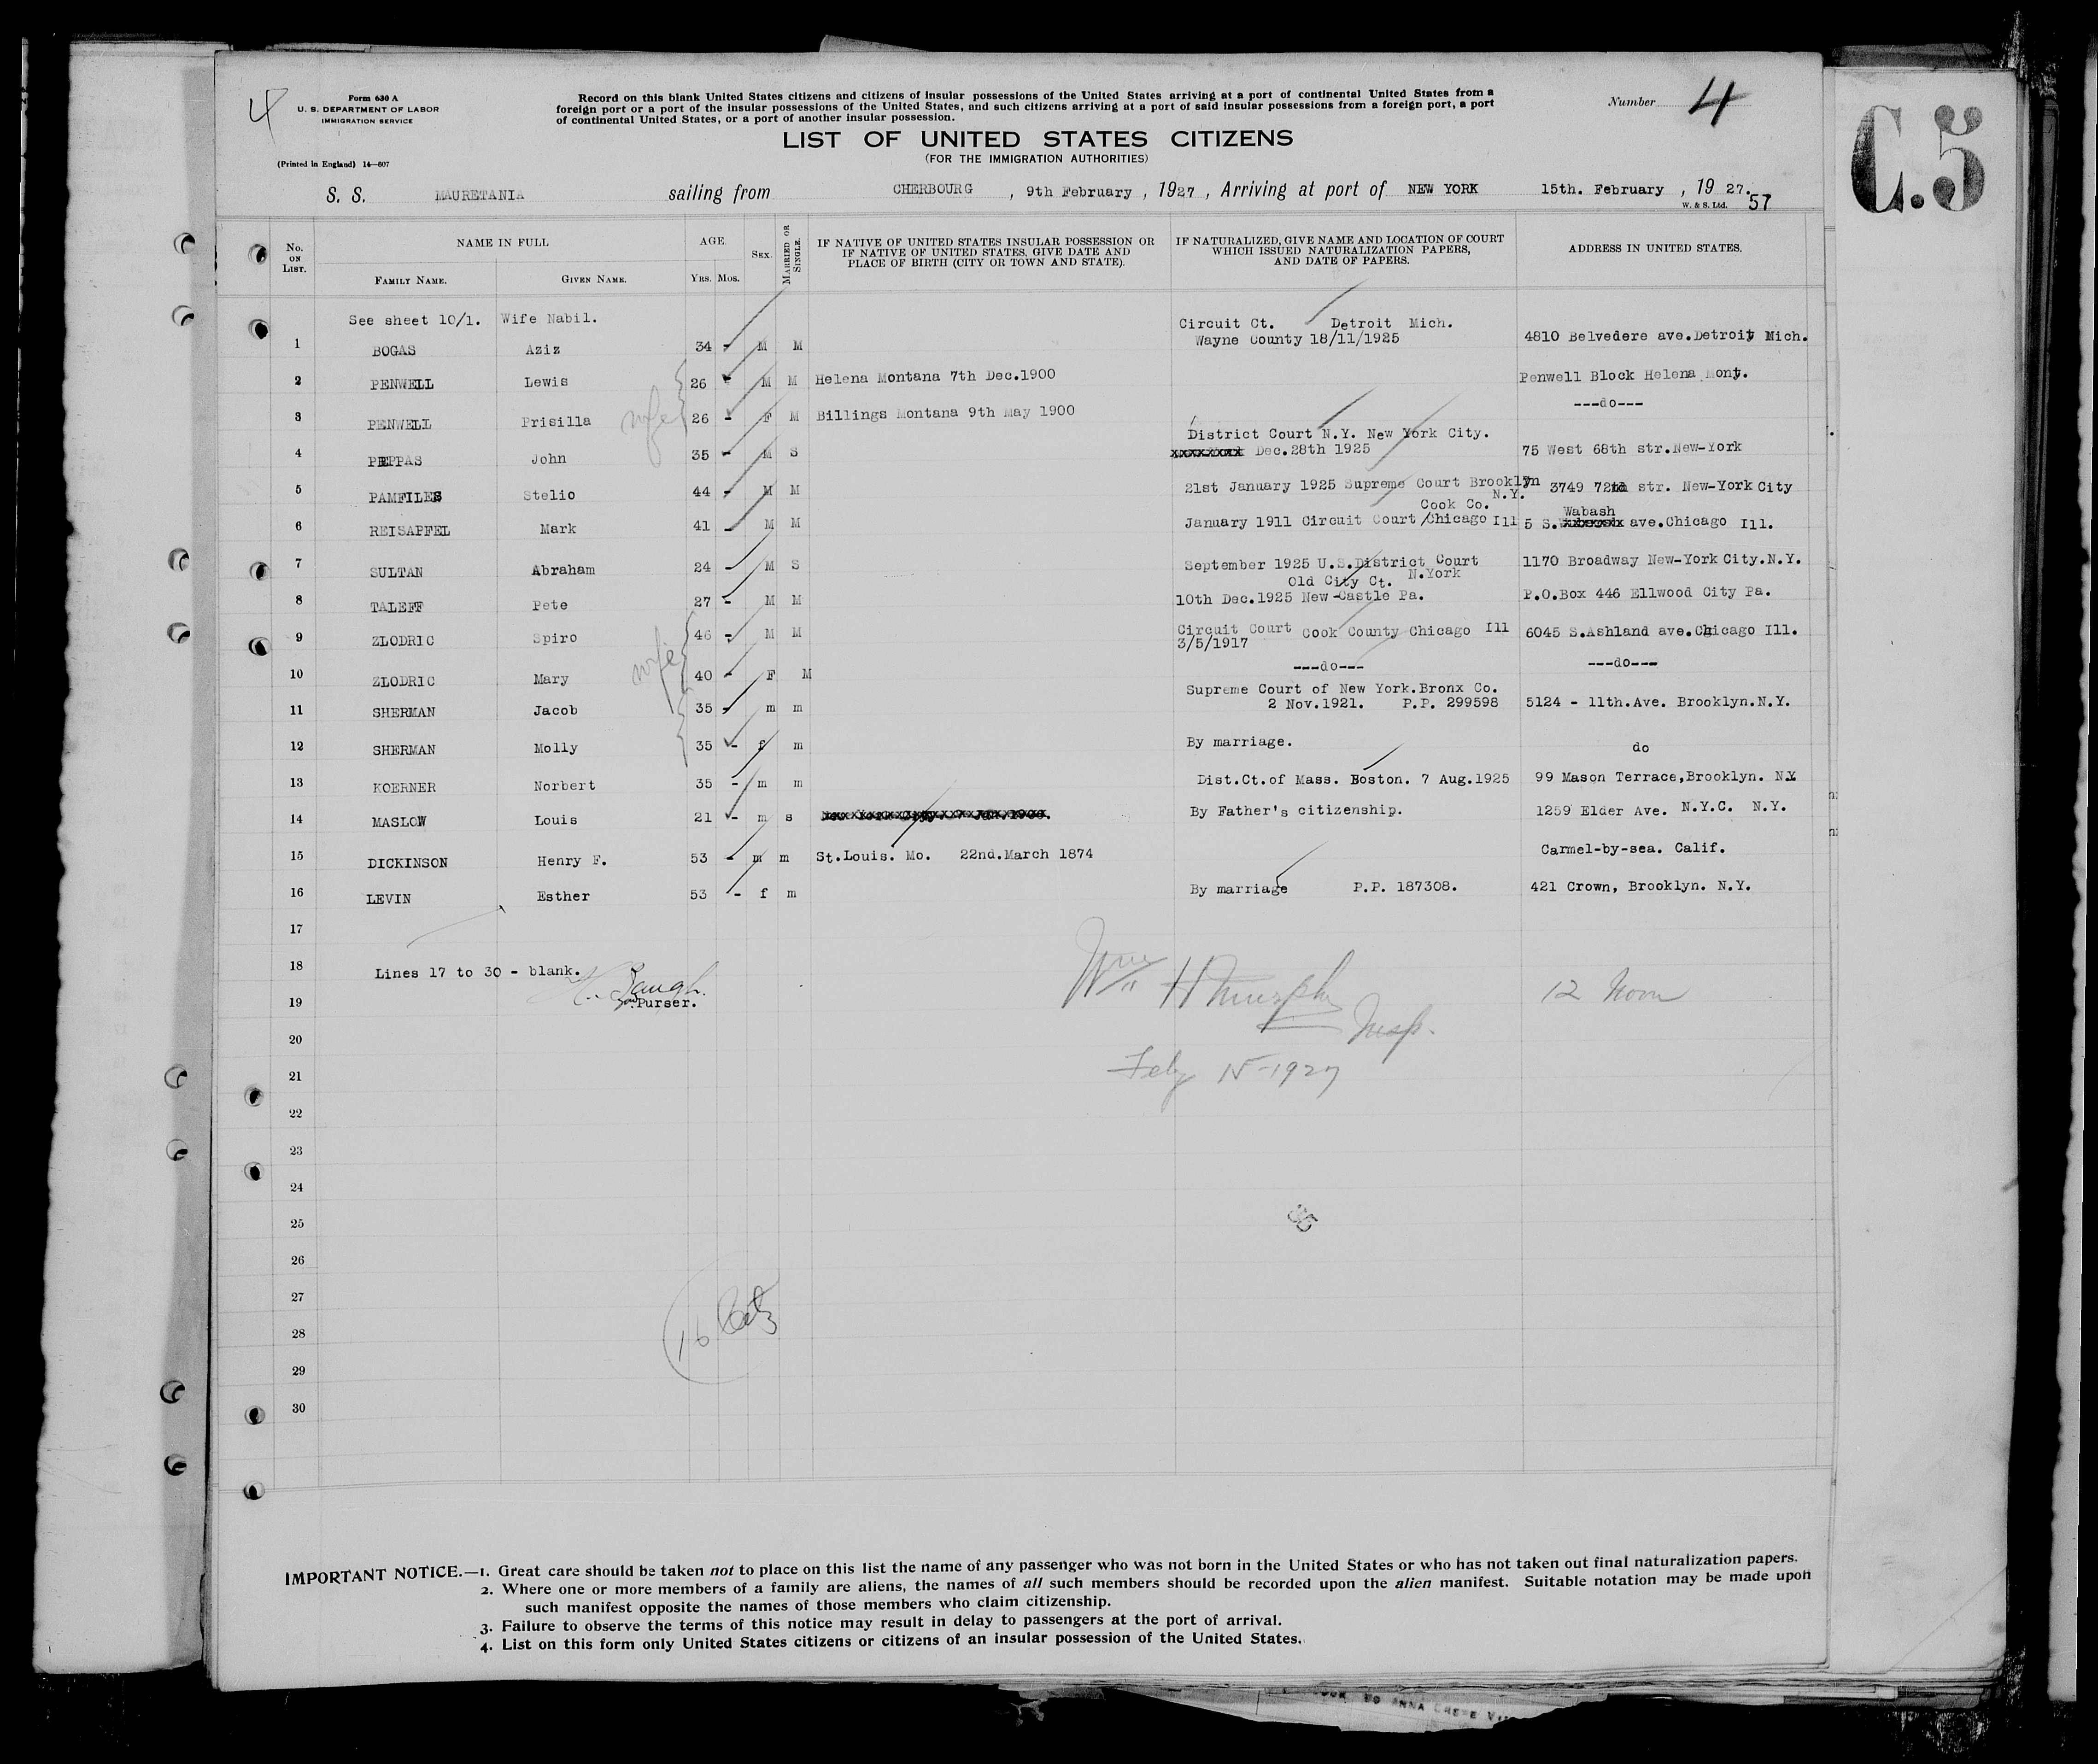 4
Form 630 A
U. S. DEPARTMENT OF LABOR
IMMIGRATION SERVICE
(Printed in England) 14—607
Record on this blank United States citizens and citizens of insular possessions of the United States arriving at a port of continental United States from a
foreign port or a port of the insular possessions of the United States, and such citizens arriving at a port of said insular possessions from a foreign port, a port
of continental United States, or a port of another insular possession.
Number 4
C.5
LIST OF UNITED STATES CITIZENS
(FOR THE IMMIGRATION AUTHORITIES)
S. S. MAURETANIA sailing from CHERBOURG , 9th February , 1927 , Arriving at port of NEW YORK 15th. February , 19 27.
W. & S. Ltd. 57
No. ON LIST. NAME IN FULL AGE SEX. MARRIED OR SINGLE. IF NATIVE OF UNITED STATES INSULAR POSSESSION OR IF NATIVE OF UNITED STATES, GIVE DATE AND PLACE OF BIRTH (CITY OR TOWN AND STATE). IF NATURALIZED, GIVE NAME AND LOCATION OF COURT WHICH ISSUED NATURALIZATION PAPERS, AND DATE OF PAPERS. ADDRESS IN UNITED STATES.
FAMILY NAME. GIVEN NAME. YRS. MOS.
See sheet 10/1. Wife Nabil. Circuit Ct. Detroit Mich.
1 BOGAS Aziz 34 - M M Wayne County 18/11/1925 4810 Belvedere ave.Detroit Mich.
2 PENWELL Lewis 26 - M M Helena Montana 7th Dec.1900 Penwell Block Helena Mont.
3 PENWELL Prisilla wife 26 - F M Billings Montana 9th May 1900 ---do---
District Court N.Y. New York City.
4 PEPPAS John 35 - M S xxxxxxxx Dec.28th 1925 75 West 68th str.New-York
5 PAMFILES Stelio 44 - M M 21st January 1925 Supreme Court Brooklyn N.Y. 3749 72nd str. New-York City
Cook Co. Wabash
6 REISAPFEL Mark 41 - M M January 1911 Circuit Court /Chicago Ill 5 S. ave.Chicago Ill.
7 SULTAN Abraham 24 - M S September 1925 U.S.District Court N.York 1170 Broadway New-York City.N.Y.
Old City Ct.
8 TALEFF Pete 27 - M M 10th Dec.1925 New-Castle Pa. P.O.Box 446 Ellwood City Pa.
9 ZLODRIC Spiro 46 - M M Circuit Court Cook County Chicago Ill 3/5/1917 6045 S.Ashland ave.Chicago Ill.
10 ZLODRIC Mary wife 40 - F M ---do--- ---do---
Supreme Court of New York.Bronx Co.
11 SHERMAN Jacob 35 - m m 2 Nov.1921. P.P. 299598 5124 - 11th.Ave. Brooklyn.N.Y.
12 SHERMAN Molly 35 - f m By marriage. do
13 KOERNER Norbert 35 - m m Dist.Ct.of Mass. Boston. 7 Aug.1925 99 Mason Terrace,Brooklyn. N.Y
14 MASLOW Louis 21 - m s By Father's citizenship. 1259 Elder Ave. N.Y.C. N.Y.
15 DICKINSON Henry F. 53 - m m St.Louis. Mo. 22nd.March 1874 Carmel-by-sea. Calif.
16 LEVIN Esther 53 - f m By marriage P.P. 187308. 421 Crown, Brooklyn. N.Y.
17
18 Lines 17 to 30 - blank.
19 Purser.
Wm H Murphy Insp. 12 Noon
20
Feby 15-1927
21
22
23
24
25
26
27
28
16
29
30
IMPORTANT NOTICE.—1. Great care should be taken not to place on this list the name of any passenger who was not born in the United States or who has not taken out final naturalization papers.
2. Where one or more members of a family are aliens, the names of all such members should be recorded upon the alien manifest. Suitable notation may be made upon
such manifest opposite the names of those members who claim citizenship.
3. Failure to observe the terms of this notice may result in delay to passengers at the port of arrival.
4. List on this form only United States citizens or citizens of an insular possession of the United States.